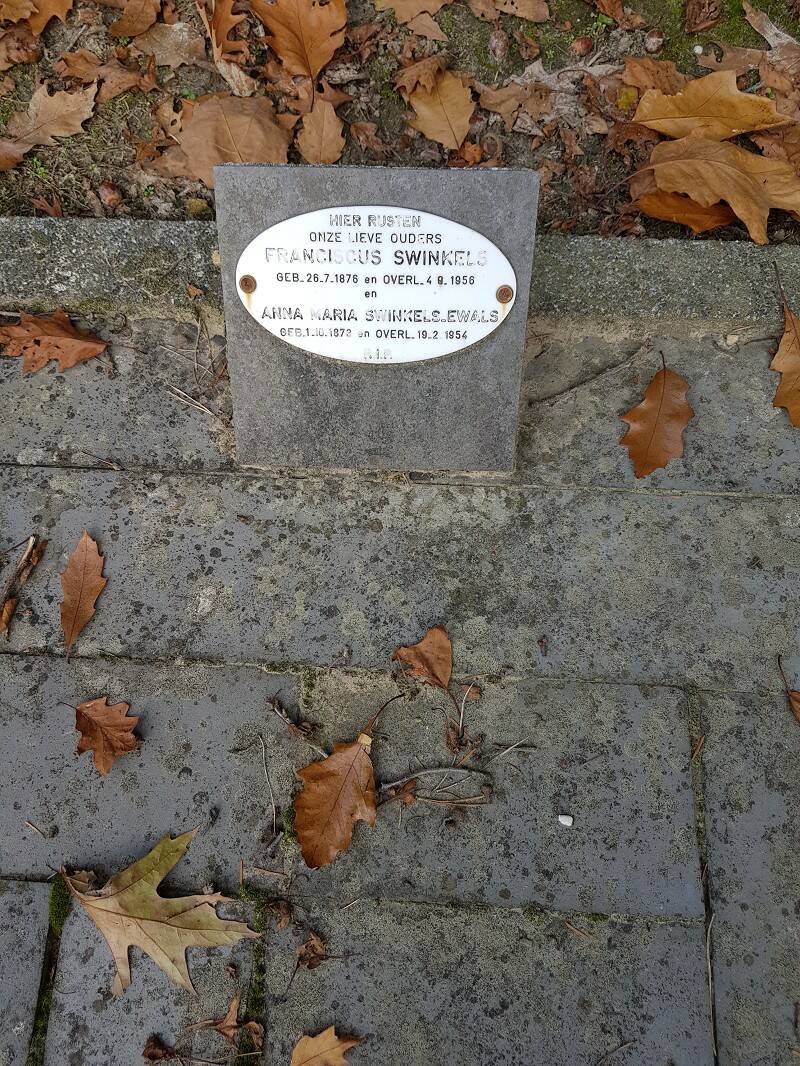 HIER RUSTEN
ONZE LIEVE OUDERS
FRANCISCUS SWINKELS
GEB. 26-7-1876 en OVERL. 4-9-1956
en
ANNA MARIA SWINKELS-EWALS
GEB. 1-10-1873 en OVERL. 19-2-1954
R.I.P.